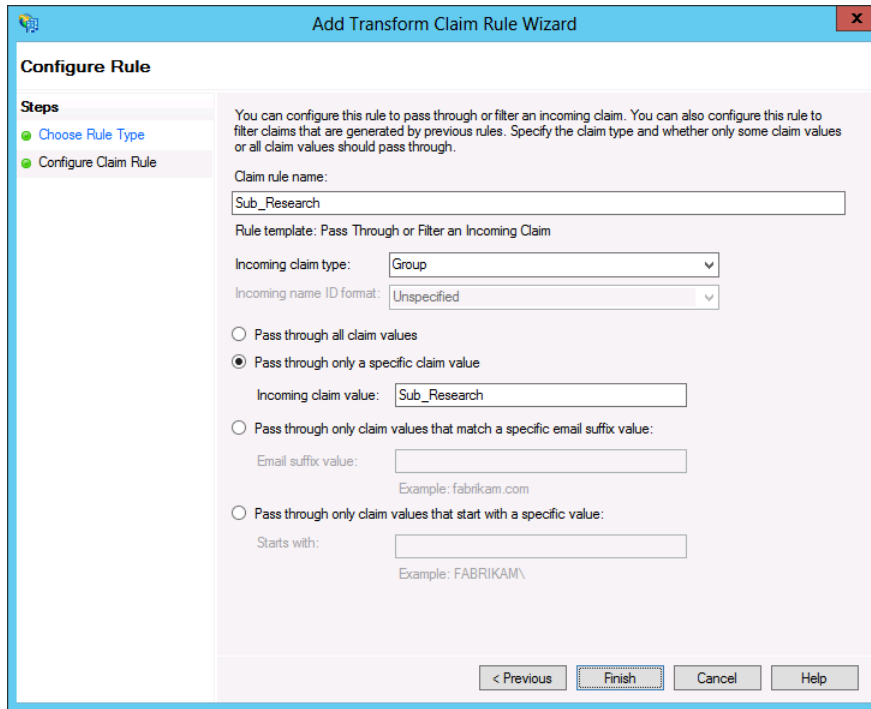 Add Transform Claim Rule Wizard
x
Configure Rule
Steps
Choose Rule Type
Configure Claim Rule
You can configure this rule to pass through or filter an incoming claim. You can also configure this rule to
filter claims that are generated by previous rules. Specify the claim type and whether only some claim values
or all claim values should pass through.
Claim rule name:
Sub_Research
Rule template: Pass Through or Filter an Incoming Claim
Incoming claim type: Group
Incoming name ID format: Unspecified
Pass through all claim values
Pass through only a specific claim value
Incoming claim value: Sub_Research
Pass through only claim values that match a specific email suffix value:
Email suffix value:
Example: fabrikam.com
Pass through only claim values that start with a specific value:
Starts with:
Example: FABRIKAM\
< Previous Finish Cancel Help